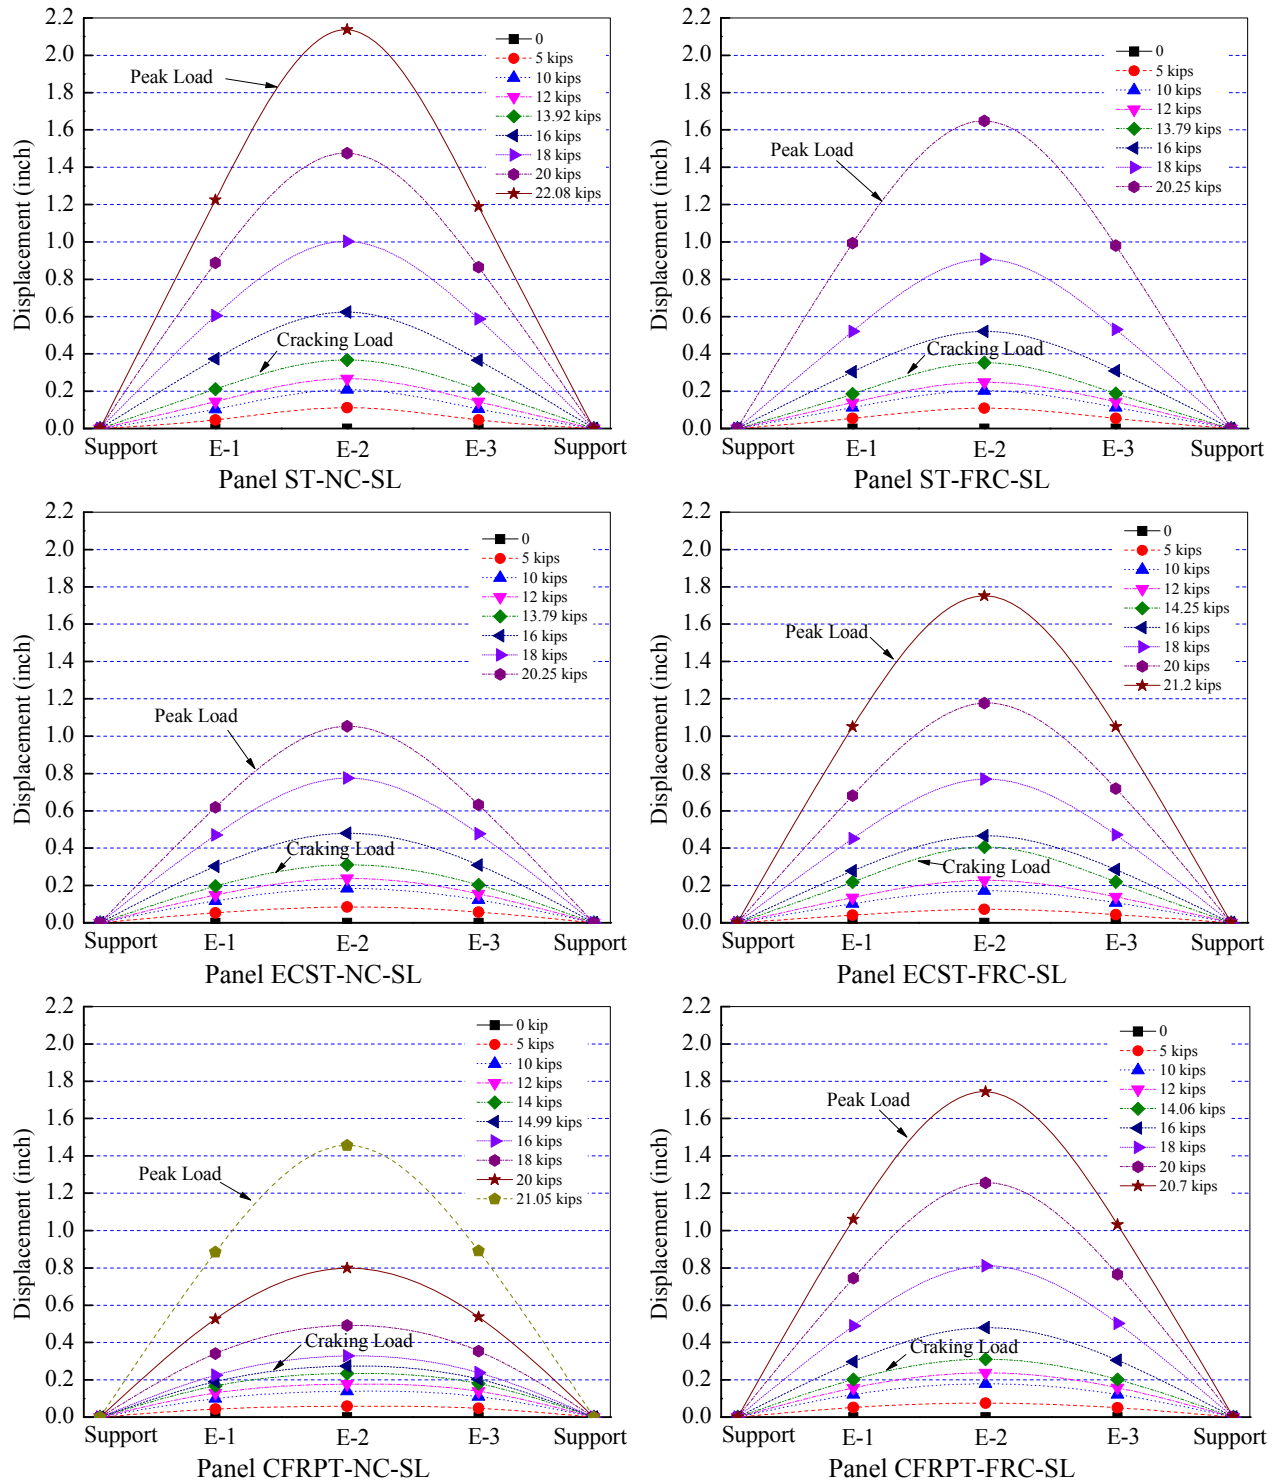 2.2
2.0
1.8
1.6
1.4
1.2
1.0
0.8
0.6
0.4
0.2
0.0
Displacement (inch)
Peak Load
Cracking Load
0
5 kips
10 kips
12 kips
13.92 kips
16 kips
18 kips
20 kips
22.08 kips
Support E-1 E-2 E-3 Support
Panel ST-NC-SL
2.2
2.0
1.8
1.6
1.4
1.2
1.0
0.8
0.6
0.4
0.2
0.0
Displacement (inch)
Peak Load
Cracking Load
0
5 kips
10 kips
12 kips
13.79 kips
16 kips
18 kips
20.25 kips
Support E-1 E-2 E-3 Support
Panel ST-FRC-SL
2.2
2.0
1.8
1.6
1.4
1.2
1.0
0.8
0.6
0.4
0.2
0.0
Displacement (inch)
Peak Load
Craking Load
0
5 kips
10 kips
12 kips
13.79 kips
16 kips
18 kips
20.25 kips
Support E-1 E-2 E-3 Support
Panel ECST-NC-SL
2.2
2.0
1.8
1.6
1.4
1.2
1.0
0.8
0.6
0.4
0.2
0.0
Displacement (inch)
Peak Load
Craking Load
0
5 kips
10 kips
12 kips
14.25 kips
16 kips
18 kips
20 kips
21.2 kips
Support E-1 E-2 E-3 Support
Panel ECST-FRC-SL
2.2
2.0
1.8
1.6
1.4
1.2
1.0
0.8
0.6
0.4
0.2
0.0
Displacement (inch)
Peak Load
Craking Load
0 kip
5 kips
10 kips
12 kips
14 kips
14.99 kips
16 kips
18 kips
20 kips
21.05 kips
Support E-1 E-2 E-3 Support
Panel CFRPT-NC-SL
2.2
2.0
1.8
1.6
1.4
1.2
1.0
0.8
0.6
0.4
0.2
0.0
Displacement (inch)
Peak Load
Craking Load
0
5 kips
10 kips
12 kips
14.06 kips
16 kips
18 kips
20 kips
20.7 kips
Support E-1 E-2 E-3 Support
Panel CFRPT-FRC-SL